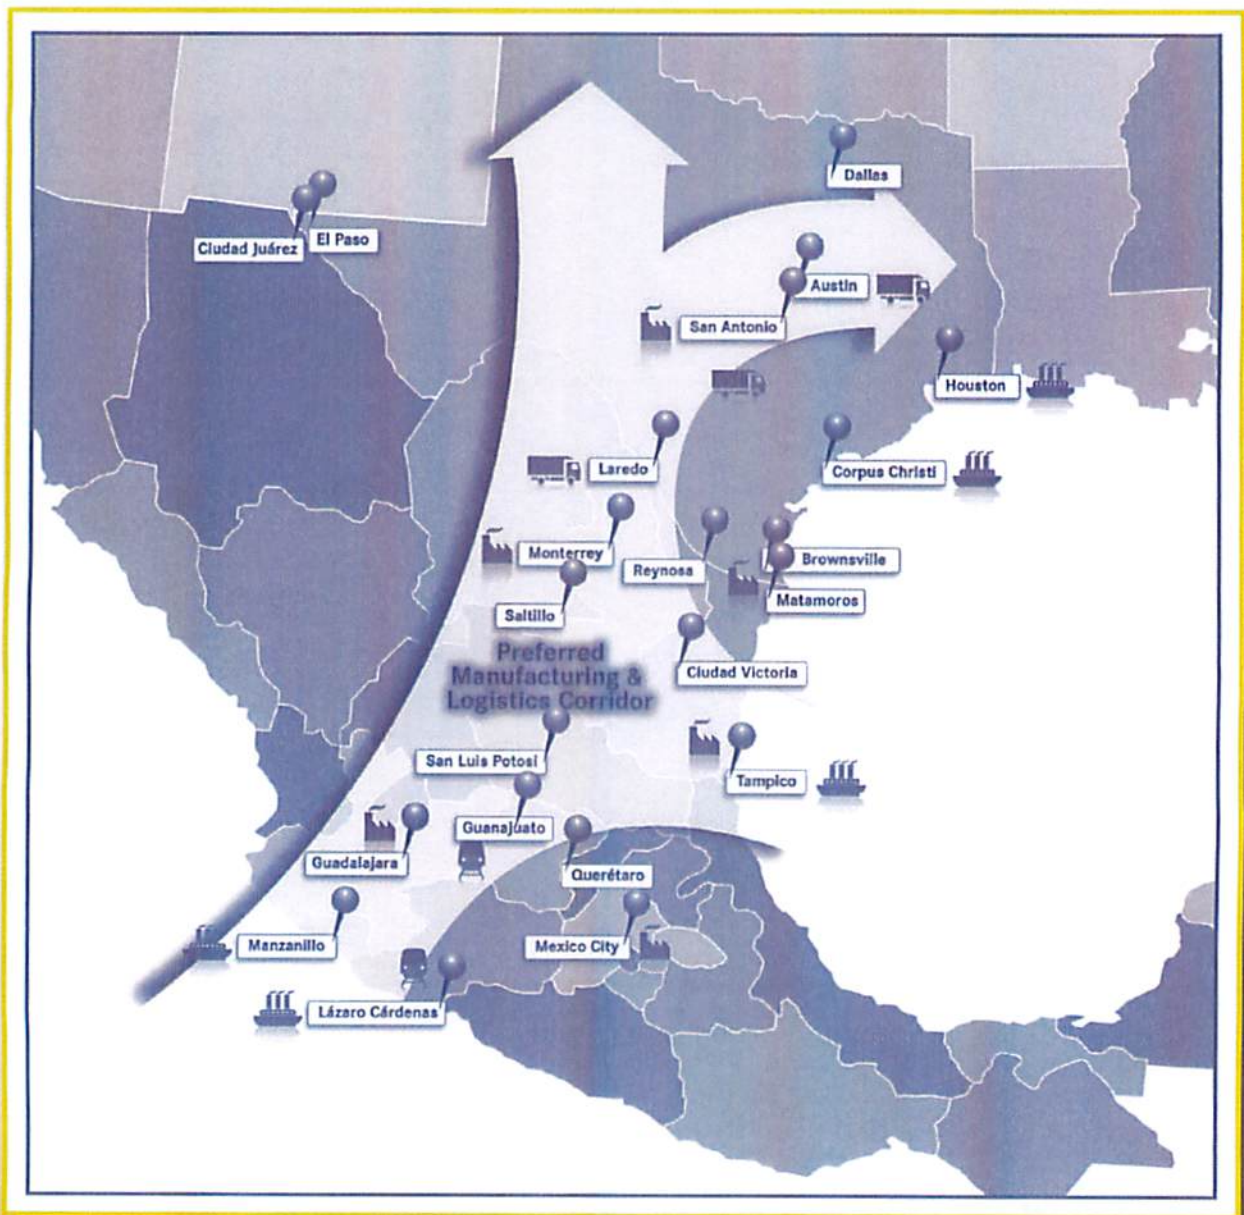 Dallas
Ciudad Juárez
El Paso
Austin
San Antonio
Houston
Laredo
Corpus Christi
Monterrey
Reynosa
Brownsville
Matamoros
Saltillo
Preferred
Manufacturing &
Logistics Corridor
Ciudad Victoria
San Luis Potosi
Tampico
Guanajuato
Guadalajara
Querétaro
Manzanillo
Mexico City
Lázaro Cárdenas